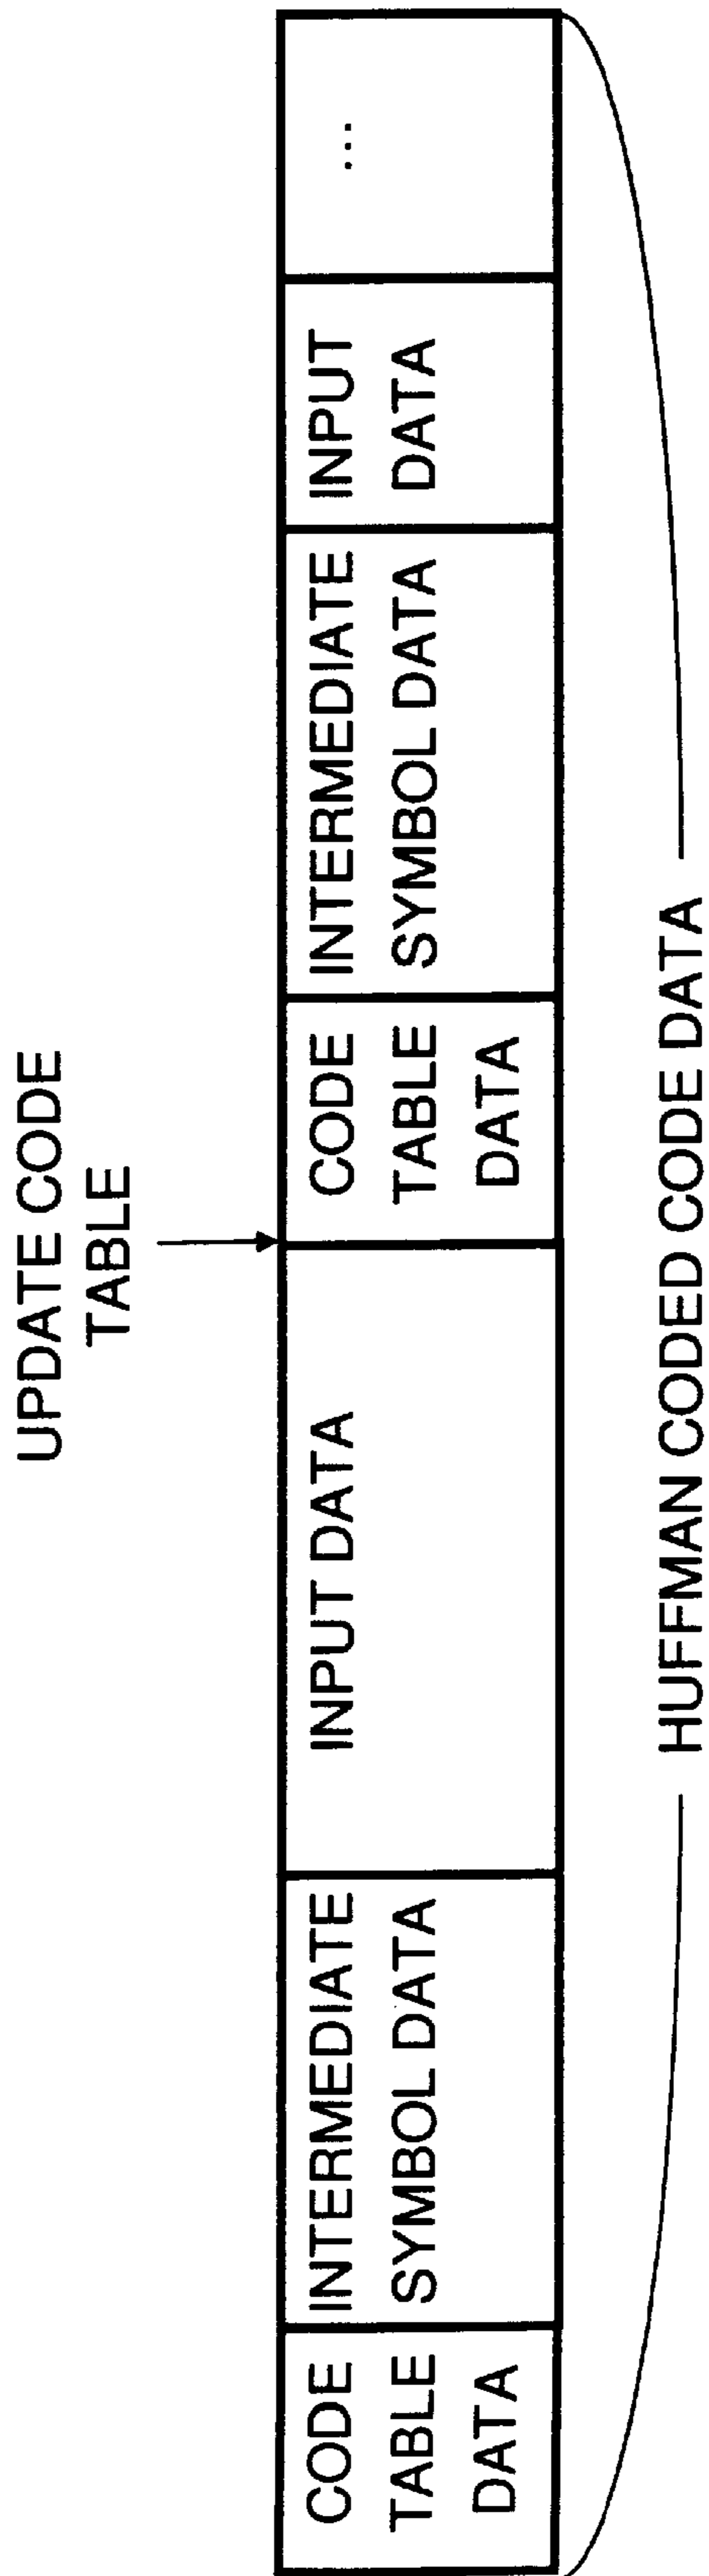 UPDATE CODE
TABLE
CODE
TABLE
DATA
INTERMEDIATE
SYMBOL DATA
INPUT DATA
CODE
TABLE
DATA
INTERMEDIATE
SYMBOL DATA
INPUT
DATA
...
HUFFMAN CODED CODE DATA